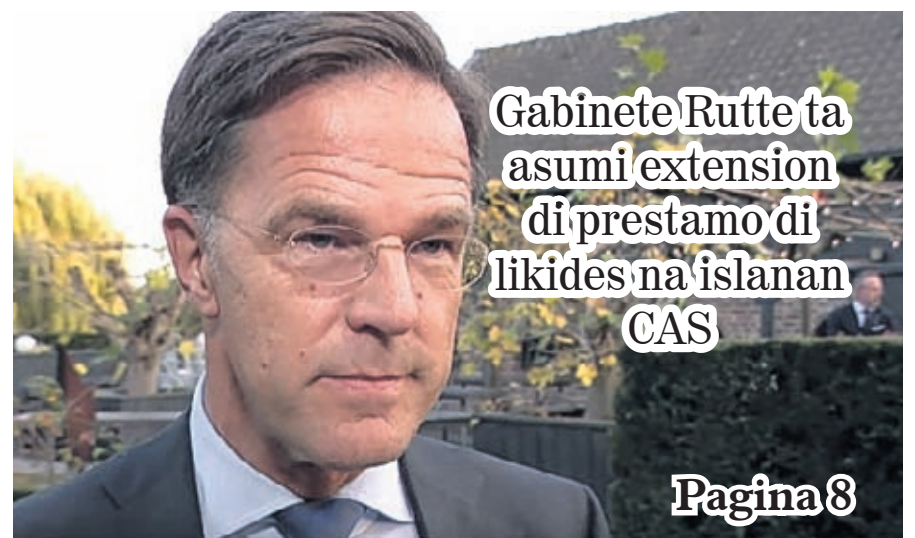 Gabinete Rutte ta
asumi extension
di prestamo di
likides na islanan
CAS
Pagina 8